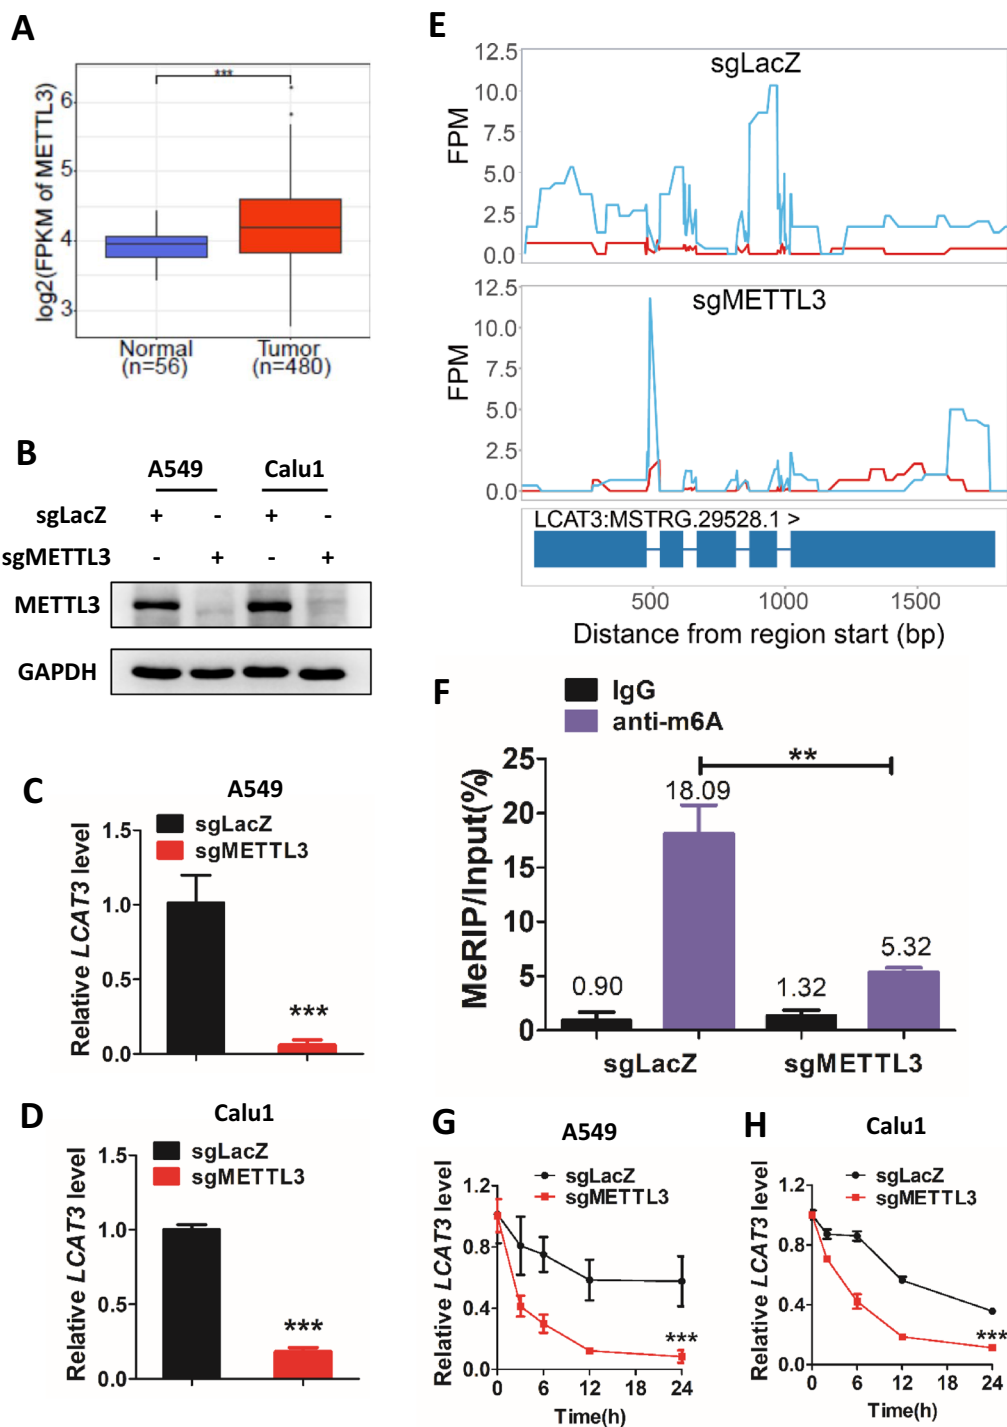 A
***
log2(FPKM of METTL3)
6
5
4
3
Normal
(n=56)
Tumor
(n=480)
B
A549 Calu1
sgLacZ + - + -
sgMETTL3 - + - +
METTL3
GAPDH
C
A549
sgLacZ
sgMETTL3
Relative LCAT3 level
1.5
1.0
0.5
0.0
***
D
Calu1
sgLacZ
sgMETTL3
Relative LCAT3 level
1.5
1.0
0.5
0.0
***
E
sgLacZ
FPM
12.5
10.0
7.5
5.0
2.5
0.0
sgMETTL3
FPM
12.5
10.0
7.5
5.0
2.5
0.0
LCAT3:MSTRG.29528.1 >
500 1000 1500
Distance from region start (bp)
F
IgG
anti-m6A
MeRIP/Input(%)
25
20
15
10
5
0
**
0.90
18.09
1.32
5.32
sgLacZ sgMETTL3
G
A549
sgLacZ
sgMETTL3
Relative LCAT3 level
1.2
0.8
0.4
0.0
***
0 6 12 18 24
Time(h)
H
Calu1
sgLacZ
sgMETTL3
Relative LCAT3 level
1.2
0.8
0.4
0.0
***
0 6 12 18 24
Time(h)